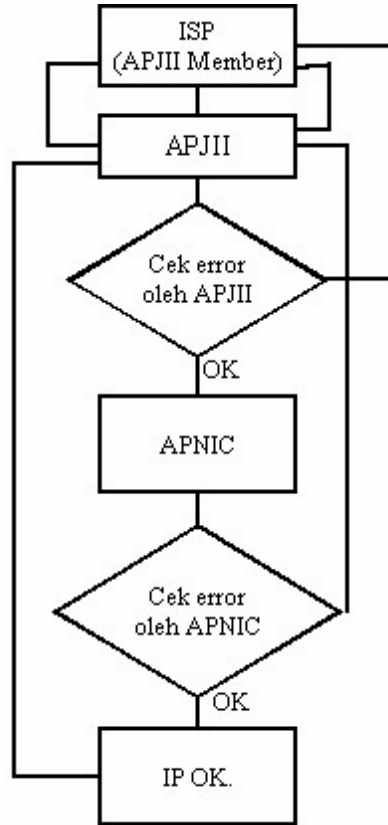 ISP
(APJII Member)
APJII
Cek error
oleh APJII
OK
APNIC
Cek error
oleh APNIC
OK
IP OK.